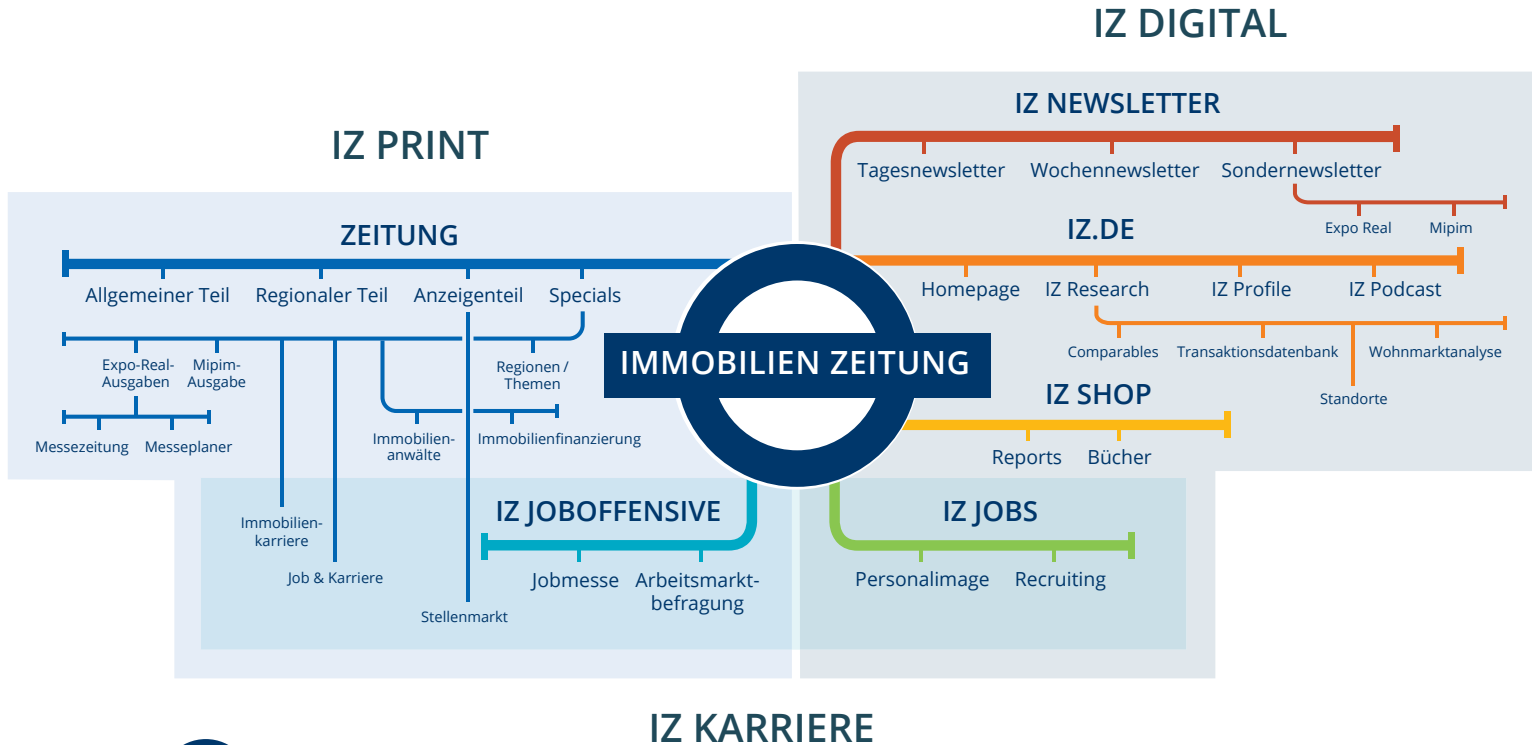 IZ DIGITAL
IZ NEWSLETTER
Tagesnewsletter Wochennewsletter Sondernewsletter
Expo Real Mipim
IZ.DE
Homepage IZ Research IZ Profile IZ Podcast
Comparables Transaktionsdatenbank Wohnmarktanalyse
Standorte
IZ SHOP
Reports Bücher
IZ PRINT
ZEITUNG
Allgemeiner Teil Regionaler Teil Anzeigenteil Specials
Expo-Real-
Ausgaben
Mipim-
Ausgabe
Regionen /
Themen
Messezeitung Messeplaner
Immobilien-
anwälte
Immobilienfinanzierung
IMMOBILIEN ZEITUNG
Immobilien-
karriere
Job & Karriere
Stellenmarkt
IZ JOBOFFENSIVE
Jobmesse
Arbeitsmarkt-
befragung
IZ JOBS
Personalimage Recruiting
IZ KARRIERE